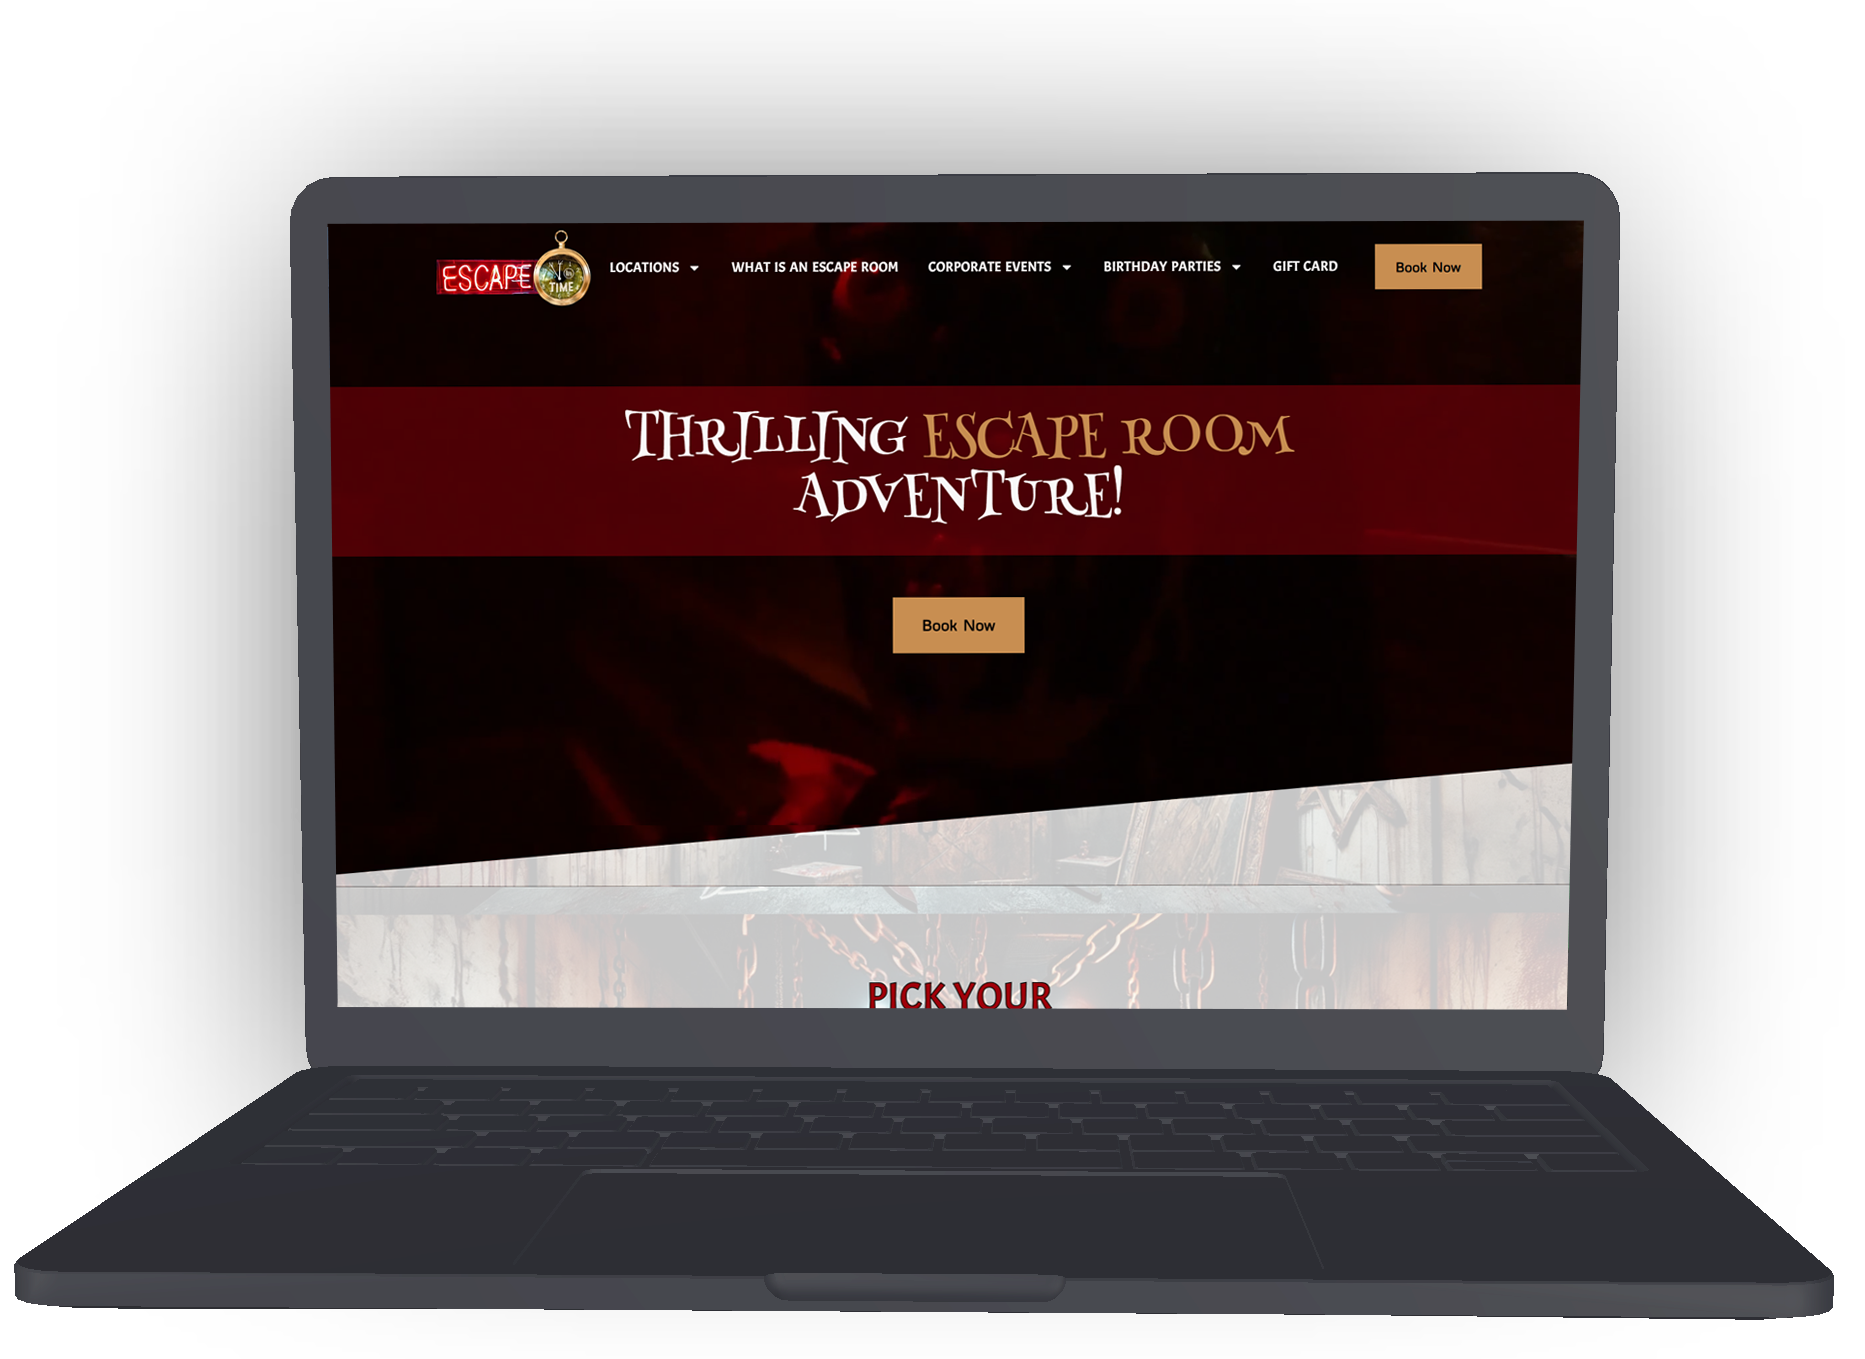 ESCAPE
TIME
LOCATIONS
WHAT IS AN ESCAPE ROOM
CORPORATE EVENTS
BIRTHDAY PARTIES
GIFT CARD
Book Now
THRILLING ESCAPE ROOM
ADVENTURE!
Book Now
PICK YOUR